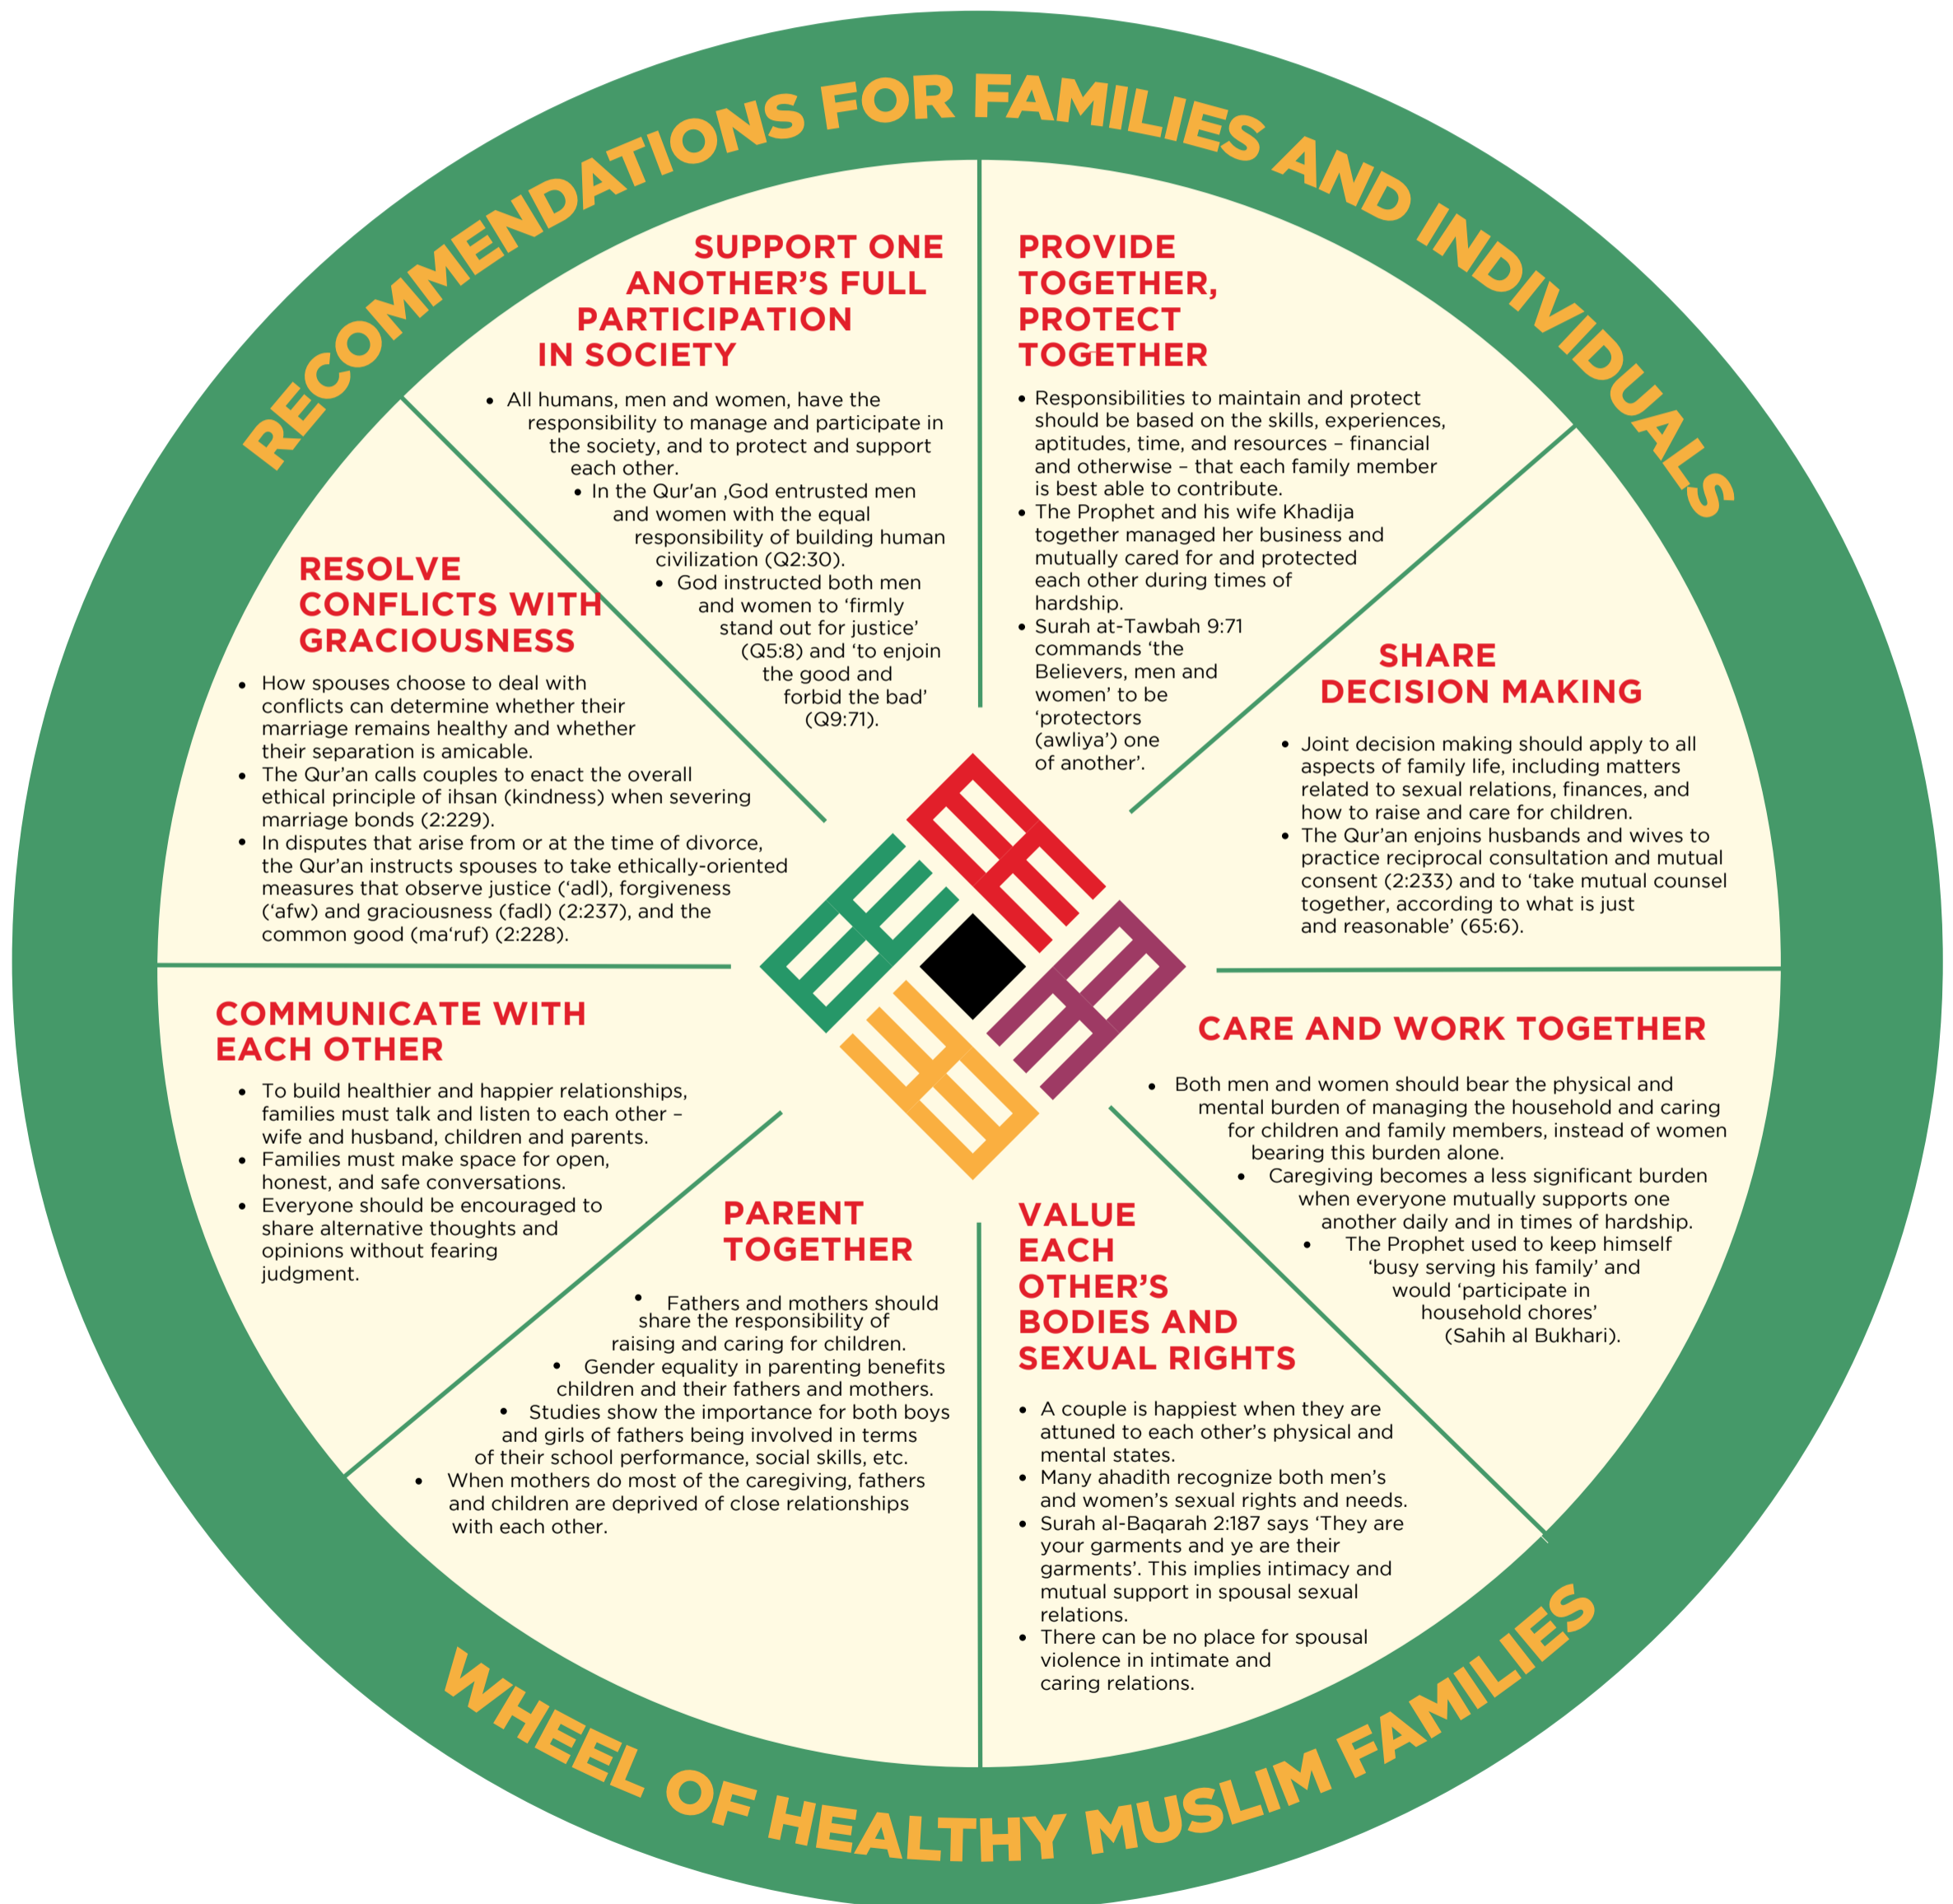 RECOMMENDATIONS FOR FAMILIES AND INDIVIDUALS
SUPPORT ONE
ANOTHER'S FULL
PARTICIPATION
IN SOCIETY
• All humans, men and women, have the
responsibility to manage and participate in
the society, and to protect and support
each other.
• In the Qur'an ,God entrusted men
and women with the equal
responsibility of building human
civilization (Q2:30).
• God instructed both men
and women to ‘firmly
stand out for justice’
(Q5:8) and ‘to enjoin
the good and
forbid the bad’
(Q9:71).
PROVIDE
TOGETHER,
PROTECT
TOGETHER
• Responsibilities to maintain and protect
should be based on the skills, experiences,
aptitudes, time, and resources – financial
and otherwise – that each family member
is best able to contribute.
• The Prophet and his wife Khadija
together managed her business and
mutually cared for and protected
each other during times of
hardship.
• Surah at-Tawbah 9:71
commands ‘the
Believers, men and
women’ to be
‘protectors
(awliya’) one
of another’.
SHARE
DECISION MAKING
• Joint decision making should apply to all
aspects of family life, including matters
related to sexual relations, finances, and
how to raise and care for children.
• The Qur’an enjoins husbands and wives to
practice reciprocal consultation and mutual
consent (2:233) and to ‘take mutual counsel
together, according to what is just
and reasonable’ (65:6).
CARE AND WORK TOGETHER
• Both men and women should bear the physical and
mental burden of managing the household and caring
for children and family members, instead of women
bearing this burden alone.
• Caregiving becomes a less significant burden
when everyone mutually supports one
another daily and in times of hardship.
• The Prophet used to keep himself
‘busy serving his family’ and
would ‘participate in
household chores’
(Sahih al Bukhari).
VALUE
EACH
OTHER’S
BODIES AND
SEXUAL RIGHTS
• A couple is happiest when they are
attuned to each other’s physical and
mental states.
• Many ahadith recognize both men’s
and women’s sexual rights and needs.
• Surah al-Baqarah 2:187 says ‘They are
your garments and ye are their
garments’. This implies intimacy and
mutual support in spousal sexual
relations.
• There can be no place for spousal
violence in intimate and
caring relations.
PARENT
TOGETHER
• Fathers and mothers should
share the responsibility of
raising and caring for children.
• Gender equality in parenting benefits
children and their fathers and mothers.
• Studies show the importance for both boys
and girls of fathers being involved in terms
of their school performance, social skills, etc.
• When mothers do most of the caregiving, fathers
and children are deprived of close relationships
with each other.
COMMUNICATE WITH
EACH OTHER
• To build healthier and happier relationships,
families must talk and listen to each other –
wife and husband, children and parents.
• Families must make space for open,
honest, and safe conversations.
• Everyone should be encouraged to
share alternative thoughts and
opinions without fearing
judgment.
RESOLVE
CONFLICTS WITH
GRACIOUSNESS
• How spouses choose to deal with
conflicts can determine whether their
marriage remains healthy and whether
their separation is amicable.
• The Qur’an calls couples to enact the overall
ethical principle of ihsan (kindness) when severing
marriage bonds (2:229).
• In disputes that arise from or at the time of divorce,
the Qur’an instructs spouses to take ethically-oriented
measures that observe justice (‘adl), forgiveness
(‘afw) and graciousness (fadl) (2:237), and the
common good (ma‘ruf) (2:228).
WHEEL OF HEALTHY MUSLIM FAMILIES